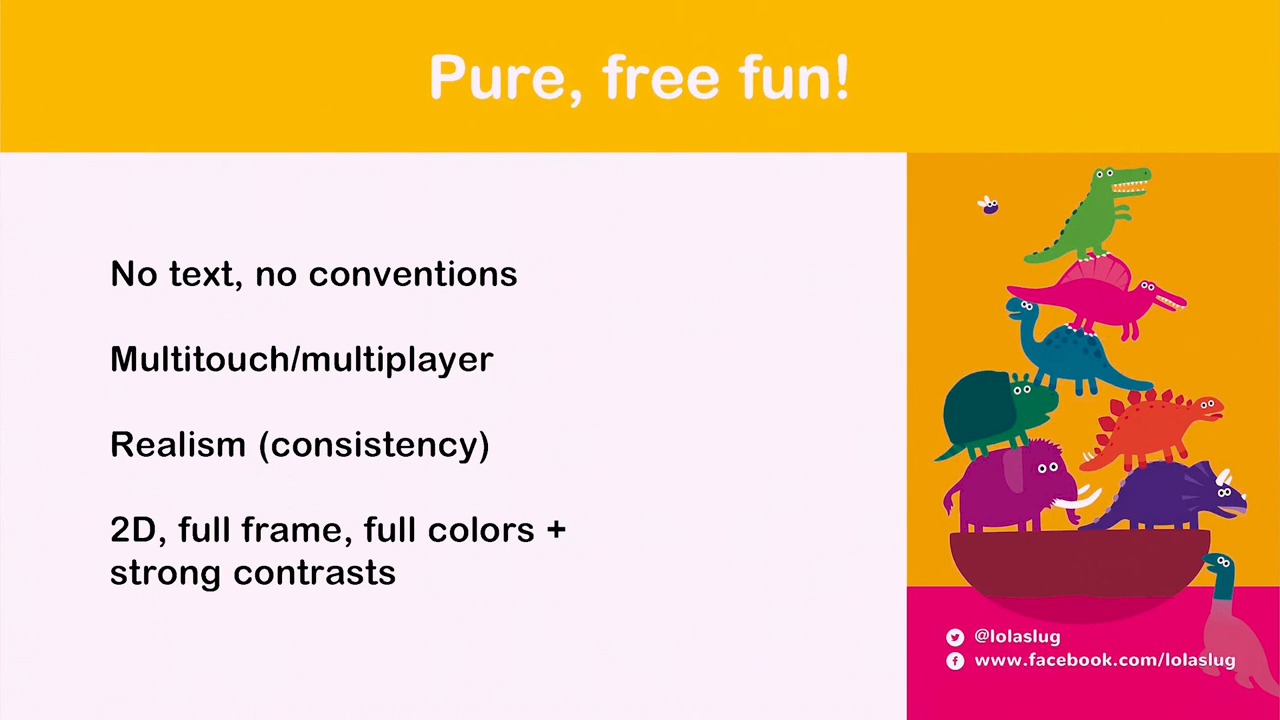 Pure, free fun!
No text, no conventions
Multitouch/multiplayer
Realism (consistency)
2D, full frame, full colors +
strong contrasts
@lolaslug
www.facebook.com/lolaslug